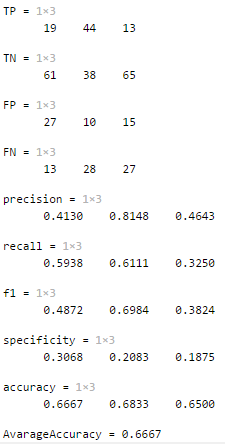 TP = 1×3
19 44 13
TN = 1×3
61 38 65
FP = 1×3
27 10 15
FN = 1×3
13 28 27
precision = 1×3
0.4130 0.8148 0.4643
recall = 1×3
0.5938 0.6111 0.3250
f1 = 1×3
0.4872 0.6984 0.3824
specificity = 1×3
0.3068 0.2083 0.1875
accuracy = 1×3
0.6667 0.6833 0.6500
AvarageAccuracy = 0.6667